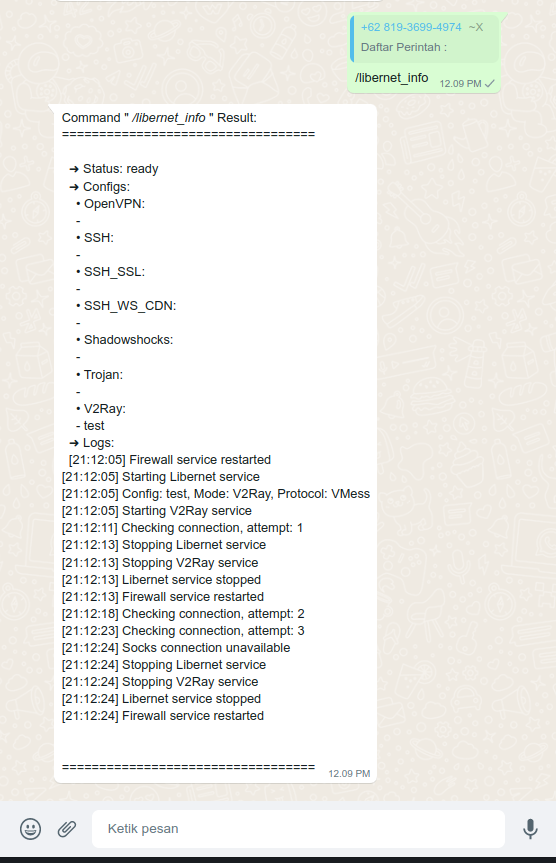 +62 819-3699-4974 ~X
Daftar Perintah :
/libernet_info 12.09 PM
Command " /libernet_info " Result:
==================================
➜ Status: ready
➜ Configs:
• OpenVPN:
-
• SSH:
-
• SSH_SSL:
-
• SSH_WS_CDN:
-
• Shadowshocks:
-
• Trojan:
-
• V2Ray:
- test
➜ Logs:
[21:12:05] Firewall service restarted
[21:12:05] Starting Libernet service
[21:12:05] Config: test, Mode: V2Ray, Protocol: VMess
[21:12:05] Starting V2Ray service
[21:12:11] Checking connection, attempt: 1
[21:12:13] Stopping Libernet service
[21:12:13] Stopping V2Ray service
[21:12:13] Libernet service stopped
[21:12:13] Firewall service restarted
[21:12:18] Checking connection, attempt: 2
[21:12:23] Checking connection, attempt: 3
[21:12:24] Socks connection unavailable
[21:12:24] Stopping Libernet service
[21:12:24] Stopping V2Ray service
[21:12:24] Libernet service stopped
[21:12:24] Firewall service restarted
==================================
12.09 PM
Ketik pesan